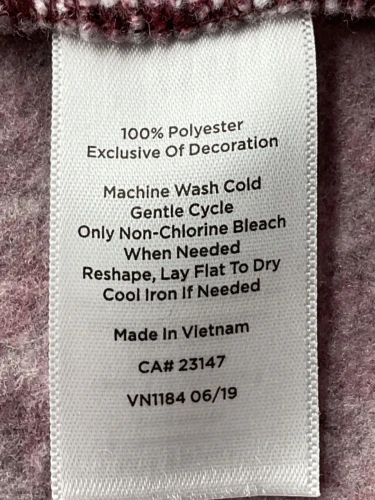 100% Polyester
Exclusive Of Decoration
Machine Wash Cold
Gentle Cycle
Only Non-Chlorine Bleach
When Needed
Reshape, Lay Flat To Dry
Cool Iron If Needed
Made In Vietnam
CA# 23147
VN1184 06/19